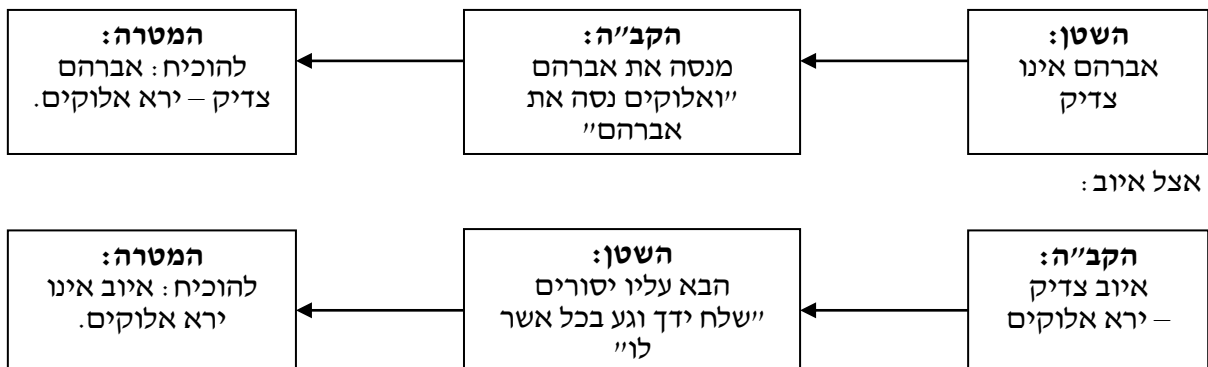 השטן:
אברהם אינו
צדיק
הקב״ה:
מנסה את אברהם
״ואלוקים נסה את
אברהם״
המטרה:
להוכיח: אברהם
צדיק – ירא אלוקים.
אצל איוב:
הקב״ה:
איוב צדיק
– ירא אלוקים
השטן:
הבא עליו יסורים
״שלח ידך וגע בכל אשר
לו״
המטרה:
להוכיח: איוב אינו
ירא אלוקים.